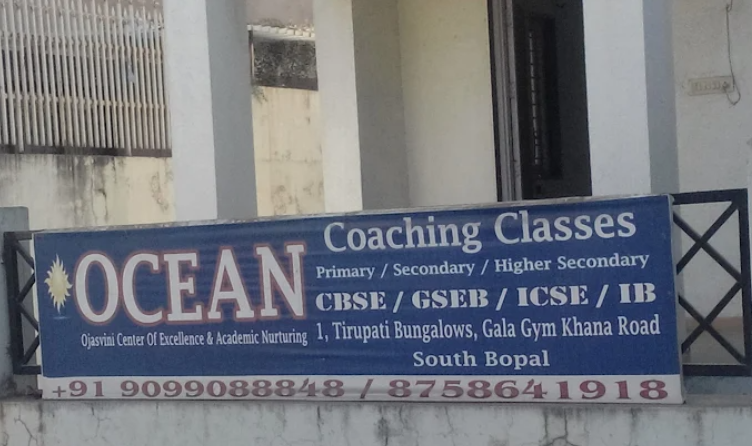 OCEAN
Ojasvini Center Of Excellence & Academic Nurturing
Coaching Classes
Primary / Secondary / Higher Secondary
CBSE / GSEB / ICSE / IB
1, Tirupati Bungalows, Gala Gym Khana Road
South Bopal
+91 9099088848 / 8758641918